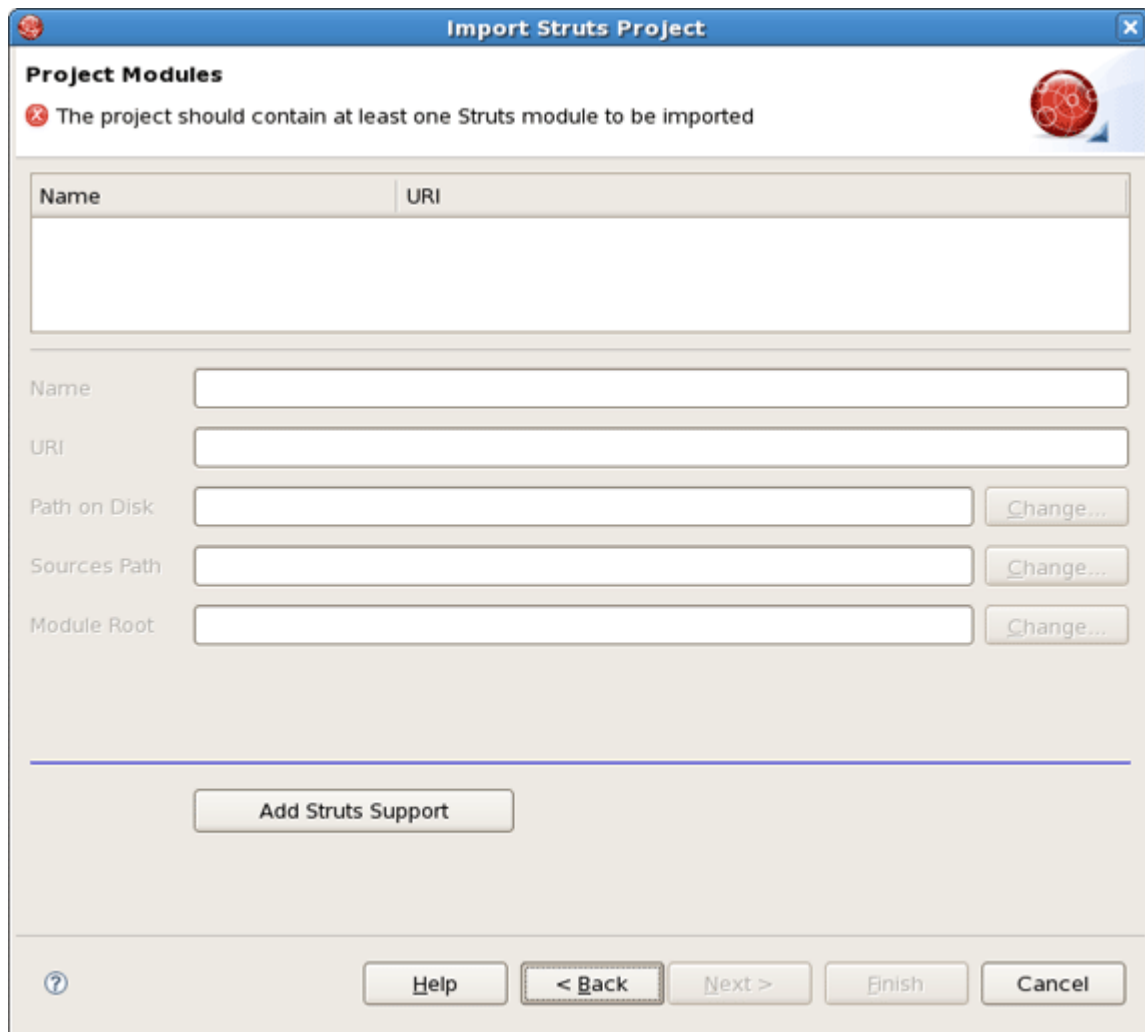 Import Struts Project
Project Modules
The project should contain at least one Struts module to be imported
Name URI
Name
URI
Path on Disk Change...
Sources Path Change...
Module Root Change...
Add Struts Support
Help < Back Next > Finish Cancel